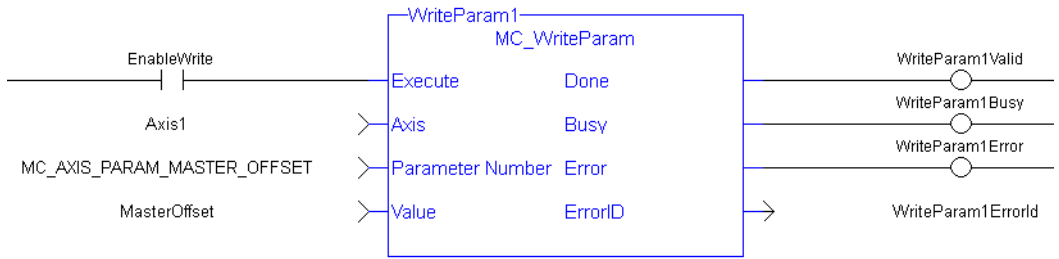 WriteParam1
MC_WriteParam
EnableWrite
Execute Done
WriteParam1Valid
Axis1
Axis Busy
WriteParam1Busy
MC_AXIS_PARAM_MASTER_OFFSET
Parameter Number Error
WriteParam1Error
MasterOffset
Value ErrorID
WriteParam1ErrorId